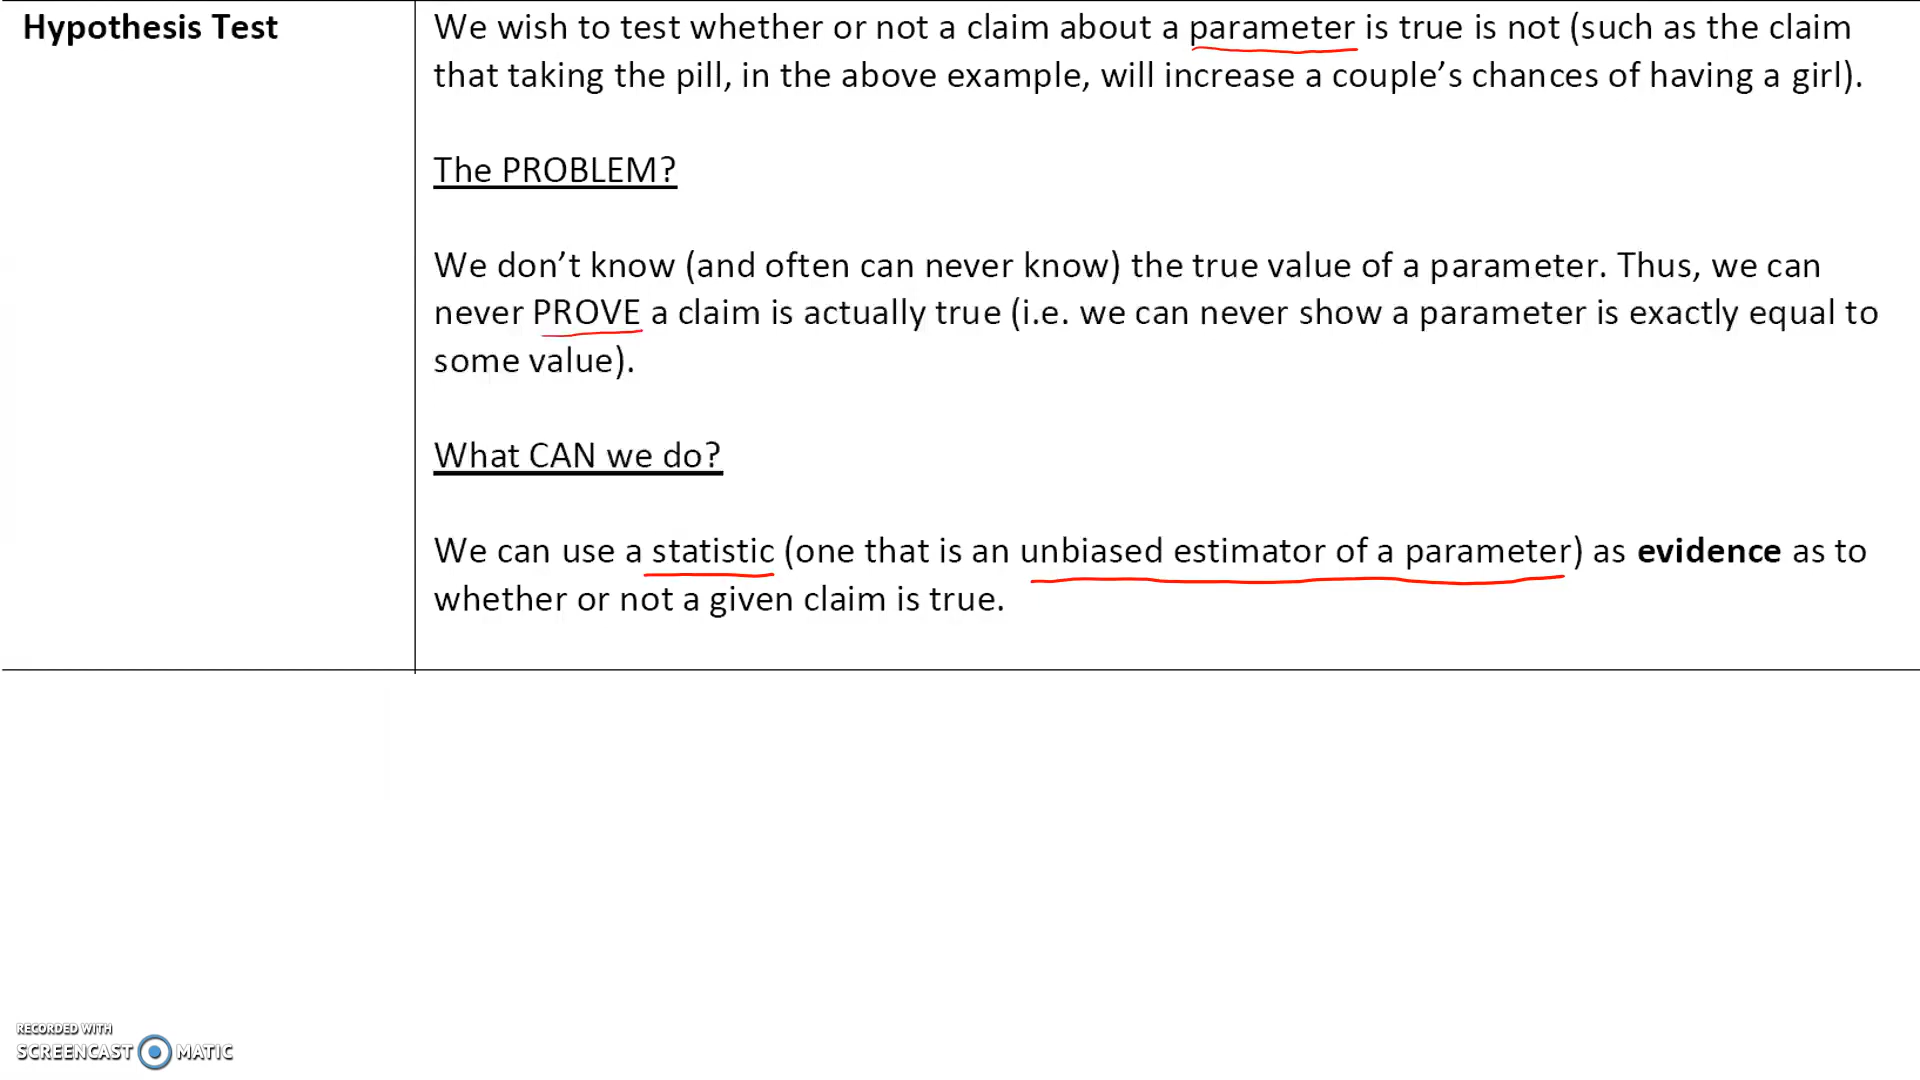 Hypothesis Test
We wish to test whether or not a claim about a parameter is true is not (such as the claim
that taking the pill, in the above example, will increase a couple’s chances of having a girl).
The PROBLEM?
We don’t know (and often can never know) the true value of a parameter. Thus, we can
never PROVE a claim is actually true (i.e. we can never show a parameter is exactly equal to
some value).
What CAN we do?
We can use a statistic (one that is an unbiased estimator of a parameter) as evidence as to
whether or not a given claim is true.
RECORDED WITH
SCREENCAST MATIC